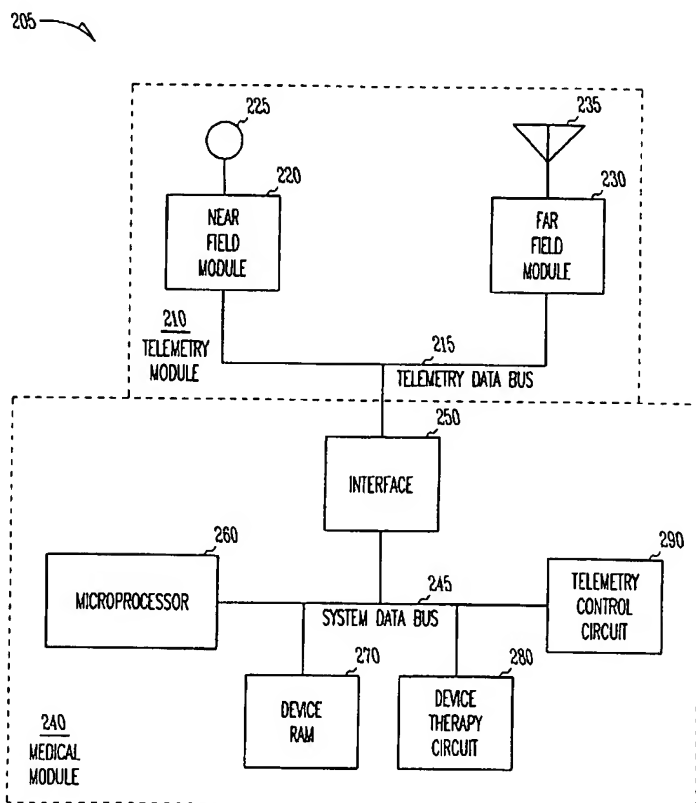 205
225
235
220
230
NEAR
FIELD
MODULE
FAR
FIELD
MODULE
210
TELEMETRY
MODULE
215
TELEMETRY DATA BUS
250
INTERFACE
260
MICROPROCESSOR
245
SYSTEM DATA BUS
290
TELEMETRY
CONTROL
CIRCUIT
270
DEVICE
RAM
280
DEVICE
THERAPY
CIRCUIT
240
MEDICAL
MODULE